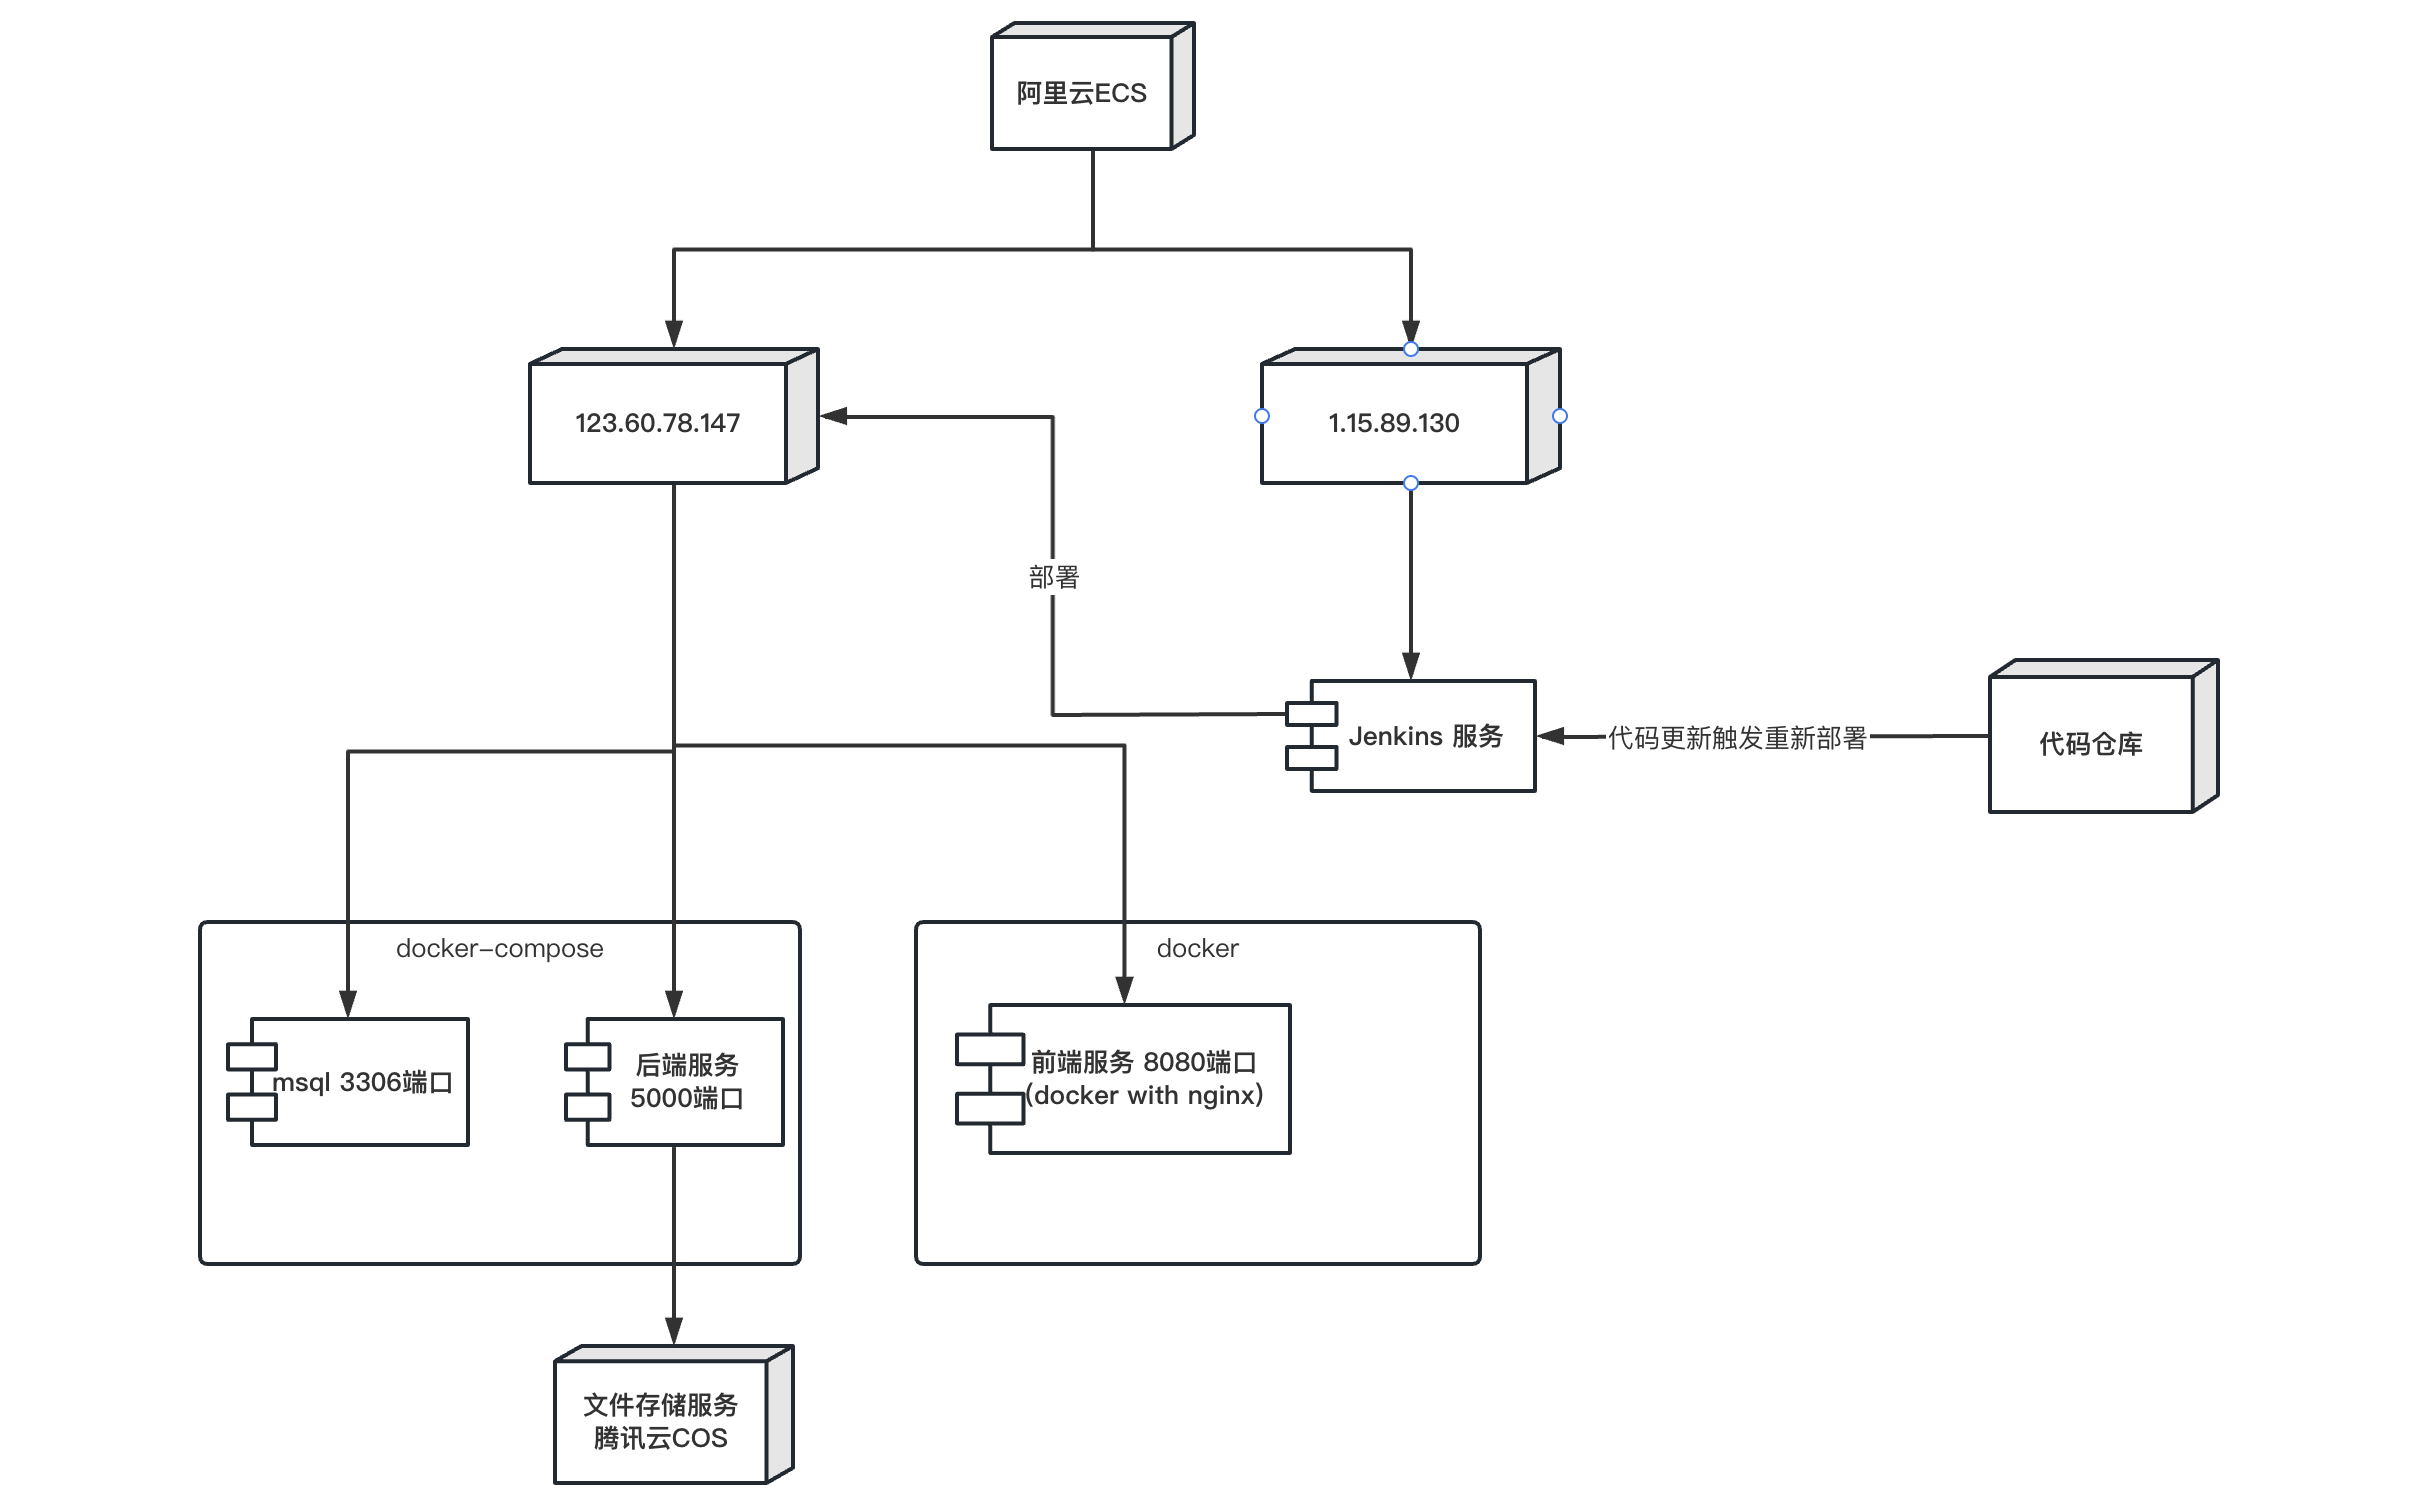 阿里云ECS
123.60.78.147
1.15.89.130
部署
Jenkins 服务
代码更新触发重新部署
代码仓库
docker-compose
docker
msql 3306端口
后端服务
5000端口
前端服务 8080端口
(docker with nginx)
文件存储服务
腾讯云COS